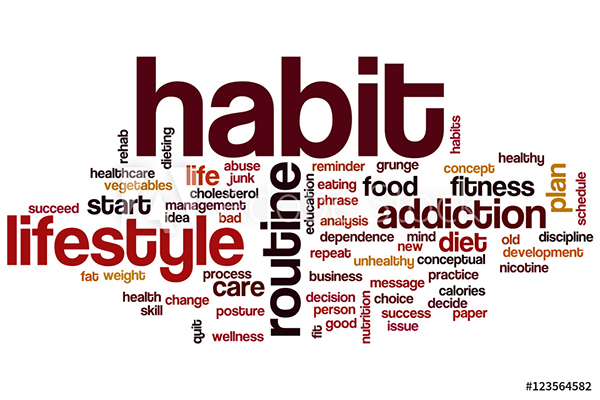 habit
rehab
dieting
habits
healthcare
vegetables
life
abuse
junk
cholesterol
reminder
grunge
concept
healthy
eating
food
fitness
plan
schedule
succeed
start
management
idea
bad
routine
education
phrase
analysis
addiction
lifestyle
dependence
mind
new
diet
old
discipline
development
repeat
unhealthy
conceptual
nicotine
fat
weight
process
care
business
message
practice
health
change
skill
posture
decision
person
choice
calories
decide
quit
wellness
fit
good
nutrition
success
issue
paper
#123564582